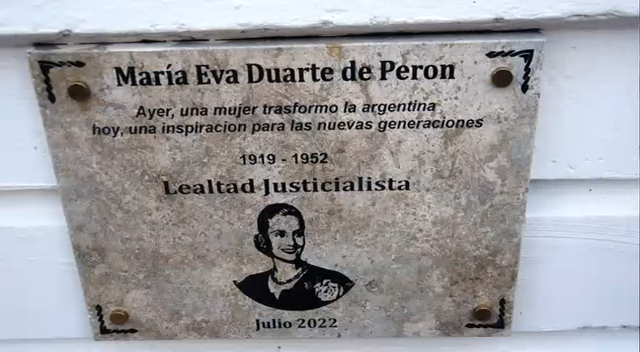 María Eva Duarte de Peron
Ayer, una mujer trasformo la argentina
hoy, una inspiracion para las nuevas generaciones
1919 - 1952
Lealtad Justicialista
Julio 2022